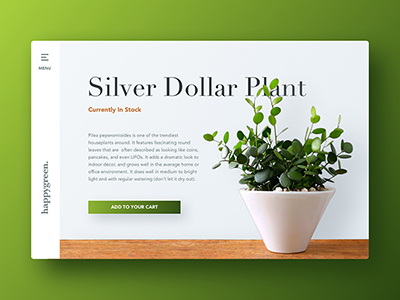 MENU
Silver Dollar Plant
Currently In Stock
Pilea peperomioides is one of the trendiest
houseplants around. It features fascinating round
leaves that are often described as looking like coins,
pancakes, and even UFOs. It adds a dramatic look to
indoor décor, and grows well in medium home or
office environment. It does well in medium to bright
light and with regular watering (don't let it dry out).
ADD TO YOUR CART
happygreen.